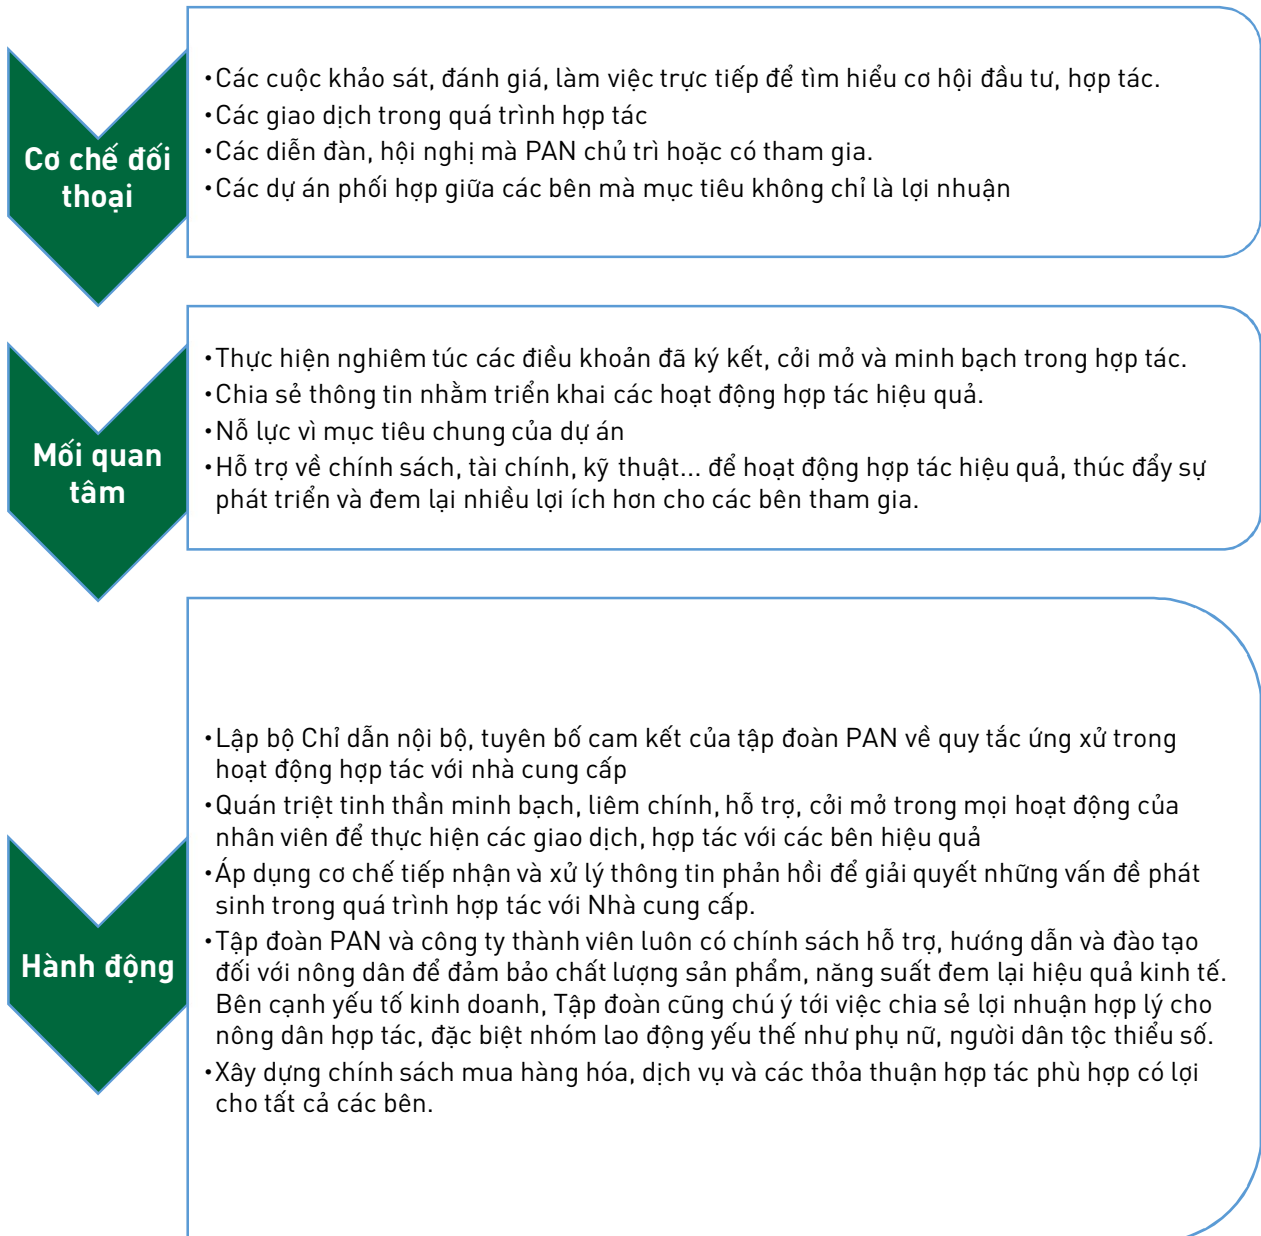 Cơ chế đối
thoại
•Các cuộc khảo sát, đánh giá, làm việc trực tiếp để tìm hiểu cơ hội đầu tư, hợp tác.
•Các giao dịch trong quá trình hợp tác
•Các diễn đàn, hội nghị mà PAN chủ trì hoặc có tham gia.
•Các dự án phối hợp giữa các bên mà mục tiêu không chỉ là lợi nhuận
Mối quan
tâm
•Thực hiện nghiêm túc các điều khoản đã ký kết, cởi mở và minh bạch trong hợp tác.
•Chia sẻ thông tin nhằm triển khai các hoạt động hợp tác hiệu quả.
•Nỗ lực vì mục tiêu chung của dự án
•Hỗ trợ về chính sách, tài chính, kỹ thuật... để hoạt động hợp tác hiệu quả, thúc đẩy sự
phát triển và đem lại nhiều lợi ích hơn cho các bên tham gia.
Hành động
•Lập bộ Chỉ dẫn nội bộ, tuyên bố cam kết của tập đoàn PAN về quy tắc ứng xử trong
hoạt động hợp tác với nhà cung cấp
•Quán triệt tinh thần minh bạch, liêm chính, hỗ trợ, cởi mở trong mọi hoạt động của
nhân viên để thực hiện các giao dịch, hợp tác với các bên hiệu quả
•Áp dụng cơ chế tiếp nhận và xử lý thông tin phản hồi để giải quyết những vấn đề phát
sinh trong quá trình hợp tác với Nhà cung cấp.
•Tập đoàn PAN và công ty thành viên luôn có chính sách hỗ trợ, hướng dẫn và đào tạo
đối với nông dân để đảm bảo chất lượng sản phẩm, năng suất đem lại hiệu quả kinh tế.
Bên cạnh yếu tố kinh doanh, Tập đoàn cũng chú ý tới việc chia sẻ lợi nhuận hợp lý cho
nông dân hợp tác, đặc biệt nhóm lao động yếu thế như phụ nữ, người dân tộc thiểu số.
•Xây dựng chính sách mua hàng hóa, dịch vụ và các thỏa thuận hợp tác phù hợp có lợi
cho tất cả các bên.